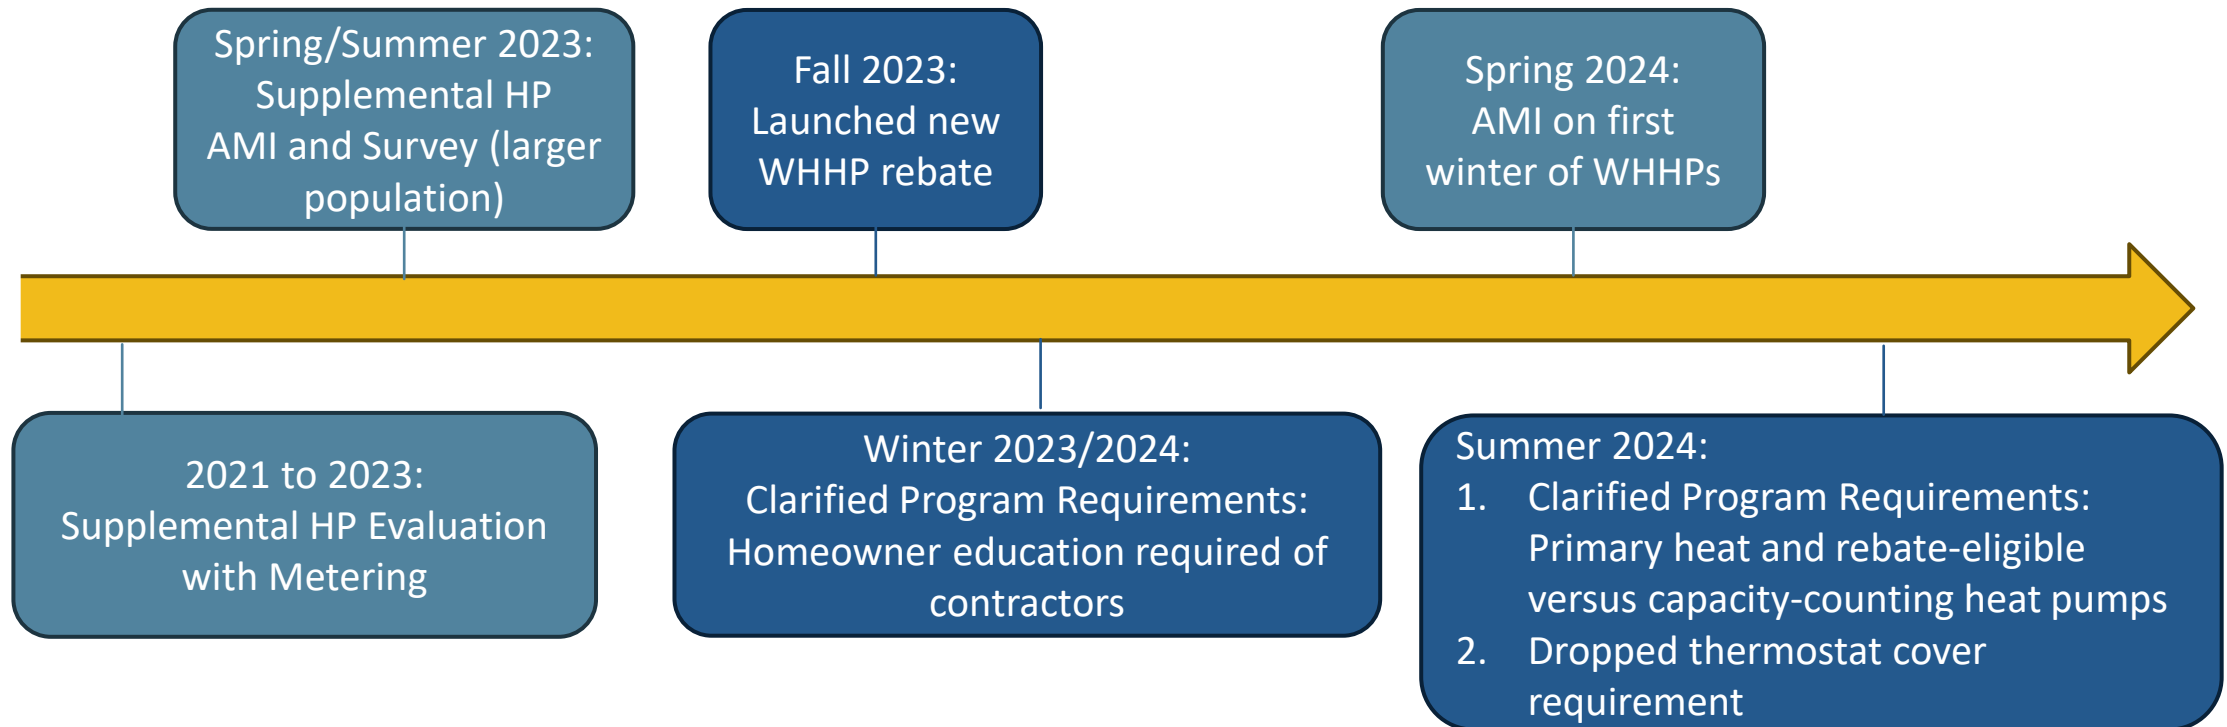 Spring/Summer 2023:
Supplemental HP
AMI and Survey (larger
population)
Fall 2023:
Launched new
WHHP rebate
Spring 2024:
AMI on first
winter of WHHPs
2021 to 2023:
Supplemental HP Evaluation
with Metering
Winter 2023/2024:
Clarified Program Requirements:
Homeowner education required of
contractors
Summer 2024:
1. Clarified Program Requirements:
Primary heat and rebate-eligible
versus capacity-counting heat pumps
2. Dropped thermostat cover
requirement